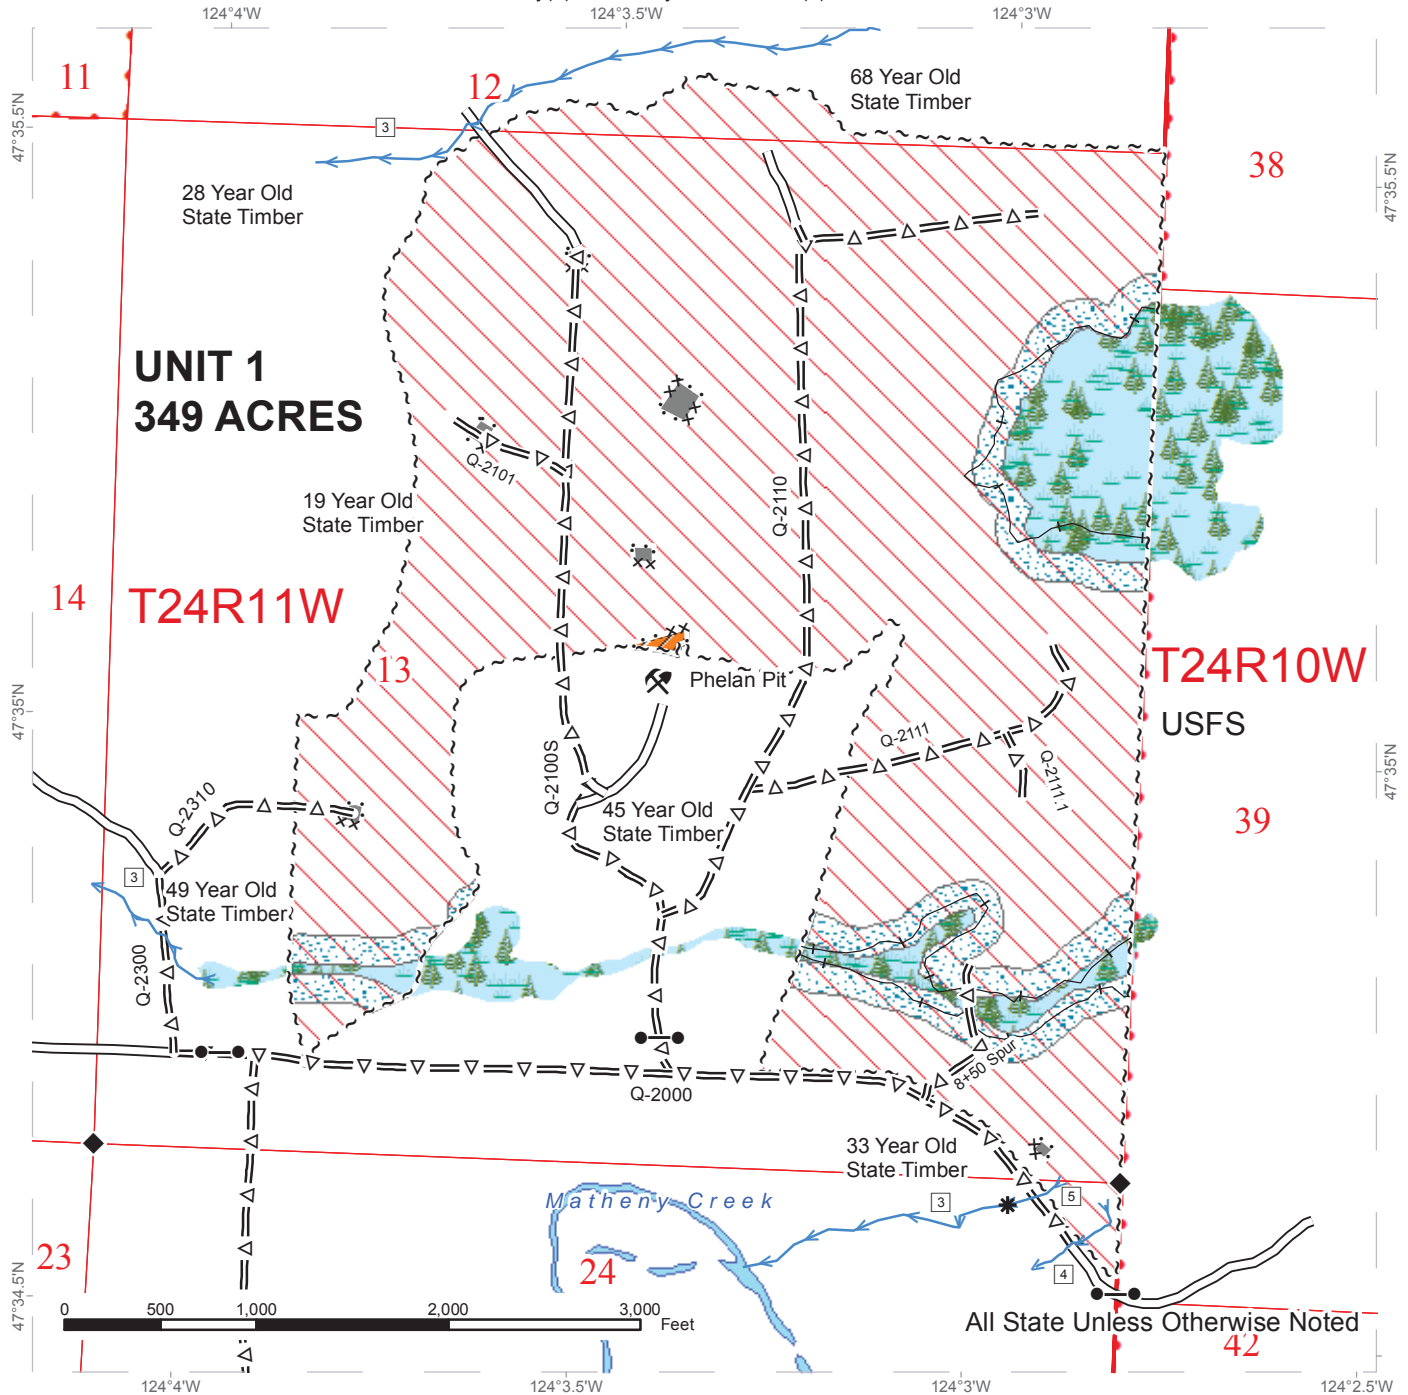 124°4'W
124°3.5'W
124°3'W
11
12
68 Year Old
State Timber
47°35.5'N
3
38
47°35.5'N
28 Year Old
State Timber
UNIT 1
349 ACRES
Q-2101
19 Year Old
State Timber
Q-2110
14
T24R11W
13
Phelan Pit
T24R10W
USFS
47°35'N
Q-2111
Q-2100S
Q-2111.1
47°35'N
Q-2310
45 Year Old
State Timber
39
3
49 Year Old
State Timber
Q-2300
8+50 Spur
Q-2000
33 Year Old
State Timber
Matheny Creek
3
5
23
24
4
47°34.5'N
0
500
1,000
2,000
3,000
Feet
All State Unless Otherwise Noted
42
124°4'W
124°3.5'W
124°3'W
124°2.5'W